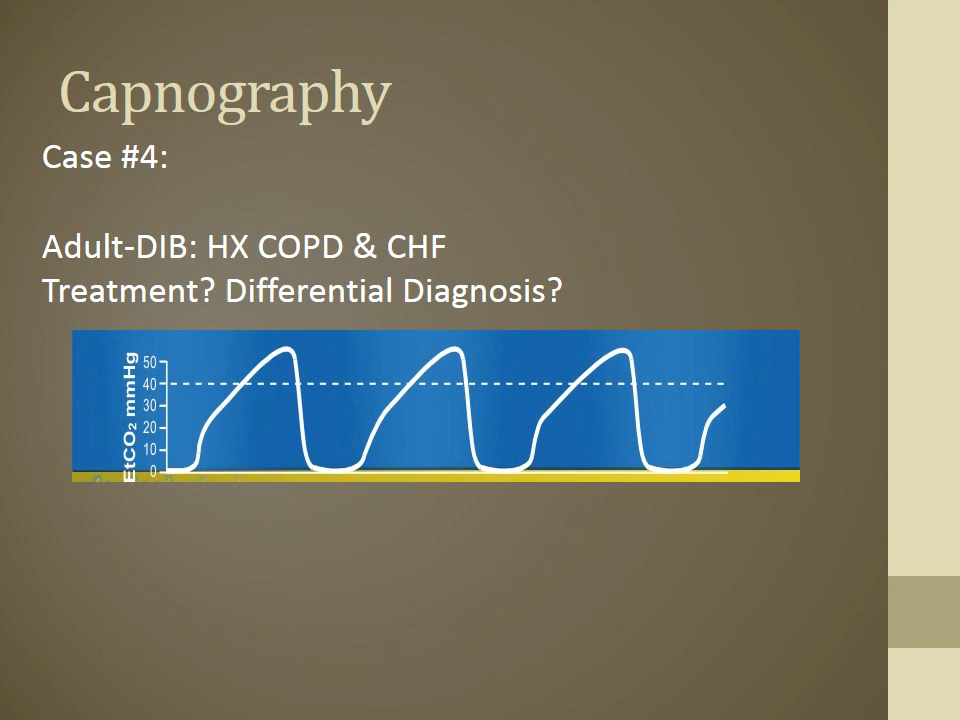 Capnography
Case #4:
Adult-DIB: HX COPD & CHF
Treatment? Differential Diagnosis?
EtCO₂ mmHg
50
40
30
20
10
0